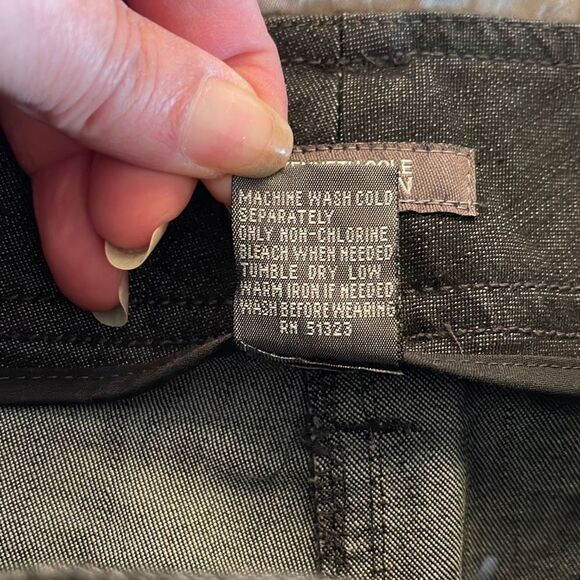 COLE
N
MACHINE WASH COLD
SEPARATELY
ONLY NON-CHLORINE
BLEACH WHEN NEEDED
TUMBLE DRY LOW
WARM IRON IF NEEDED
WASH BEFORE WEARING
RN 51323